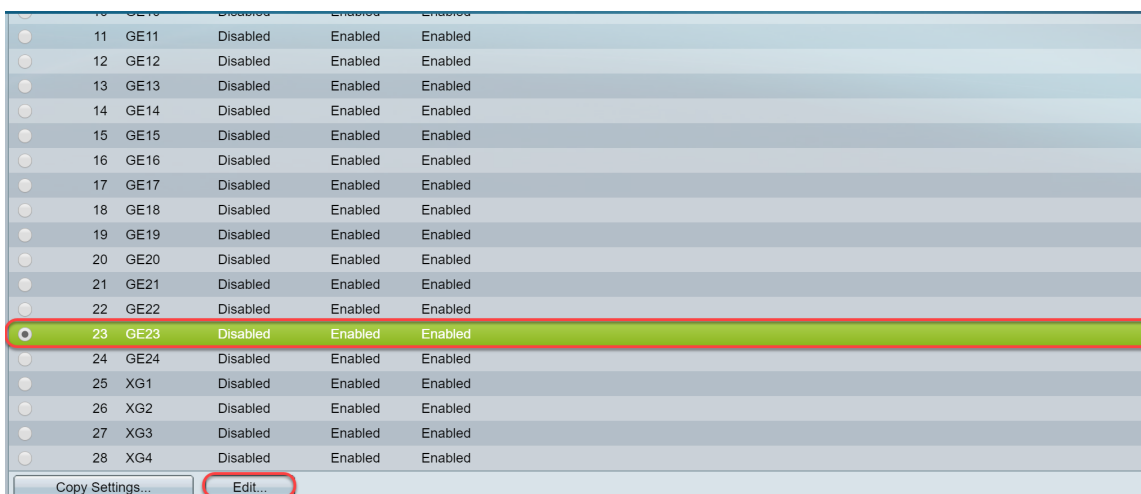 11 GE11 Disabled Enabled Enabled
12 GE12 Disabled Enabled Enabled
13 GE13 Disabled Enabled Enabled
14 GE14 Disabled Enabled Enabled
15 GE15 Disabled Enabled Enabled
16 GE16 Disabled Enabled Enabled
17 GE17 Disabled Enabled Enabled
18 GE18 Disabled Enabled Enabled
19 GE19 Disabled Enabled Enabled
20 GE20 Disabled Enabled Enabled
21 GE21 Disabled Enabled Enabled
22 GE22 Disabled Enabled Enabled
23 GE23 Disabled Enabled Enabled
24 GE24 Disabled Enabled Enabled
25 XG1 Disabled Enabled Enabled
26 XG2 Disabled Enabled Enabled
27 XG3 Disabled Enabled Enabled
28 XG4 Disabled Enabled Enabled
Copy Settings... Edit...